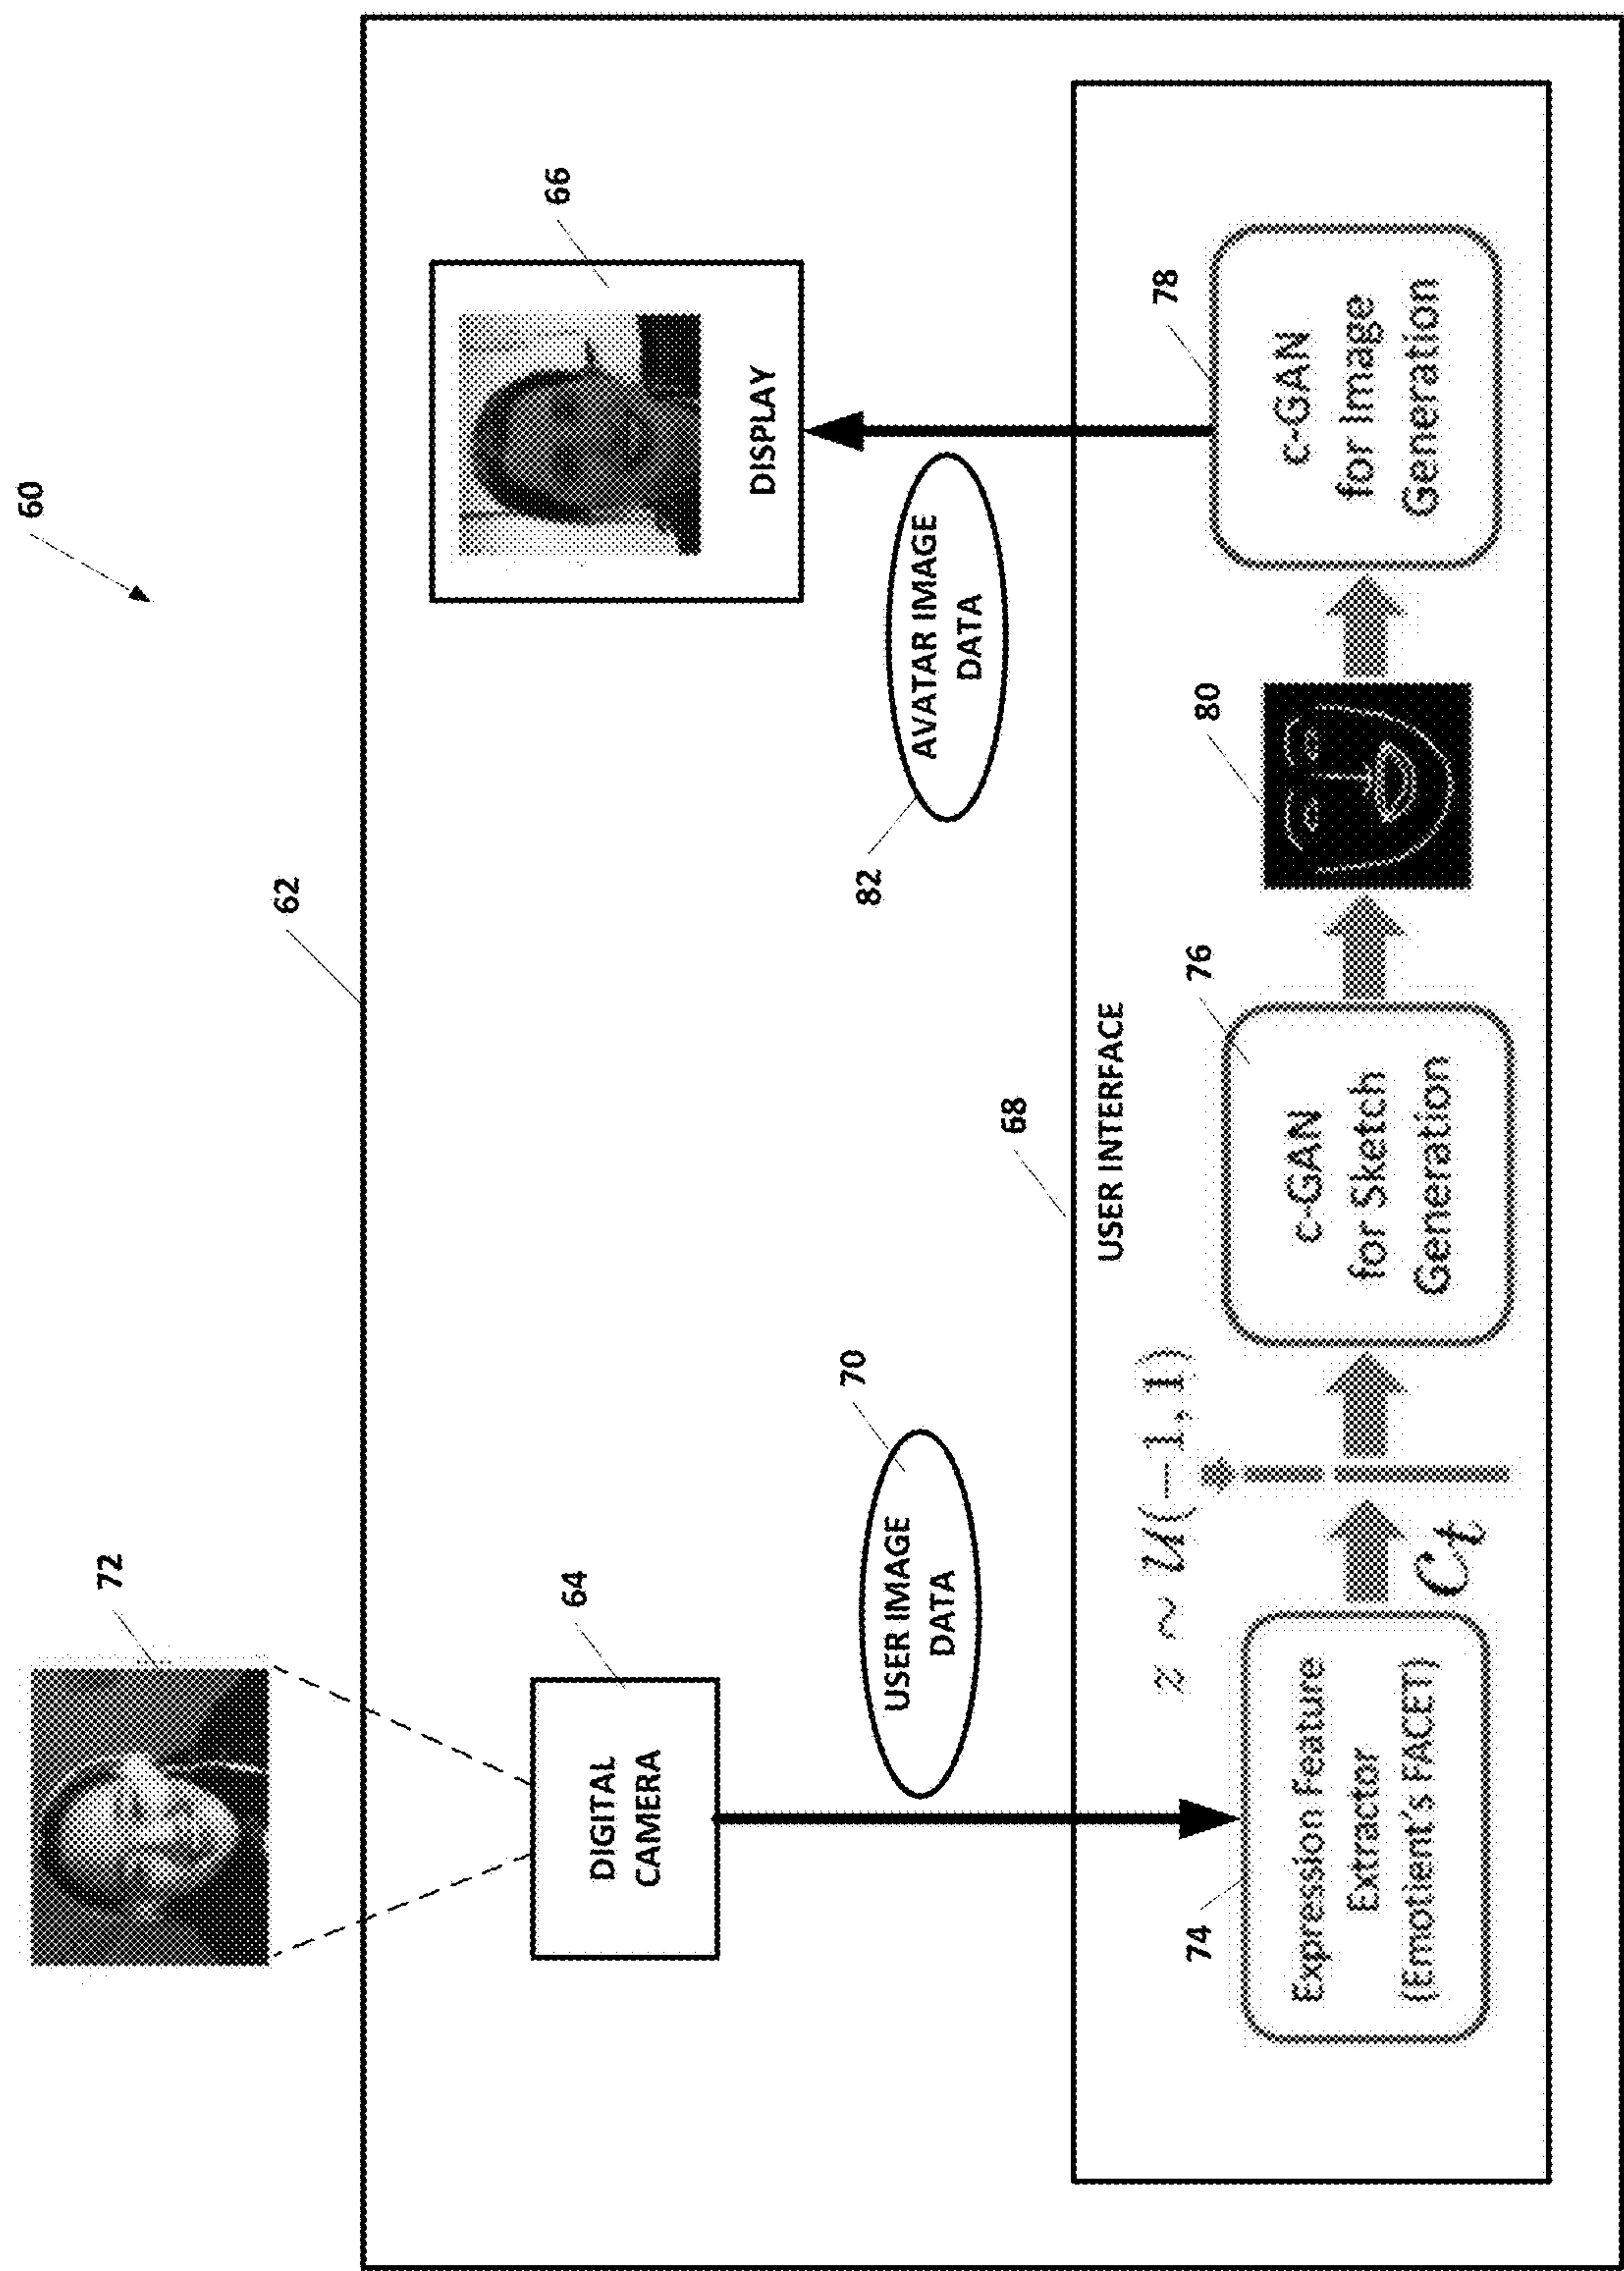 60
72
62
64
DIGITAL
CAMERA
66
DISPLAY
70
USER IMAGE
DATA
82
AVATAR IMAGE
DATA
68
USER INTERFACE
z ~ U(−1, 1)
74
Expression Feature
Extractor
(Emotient's FACET)
Ct
76
c-GAN
for Sketch
Generation
80
78
c-GAN
for Image
Generation